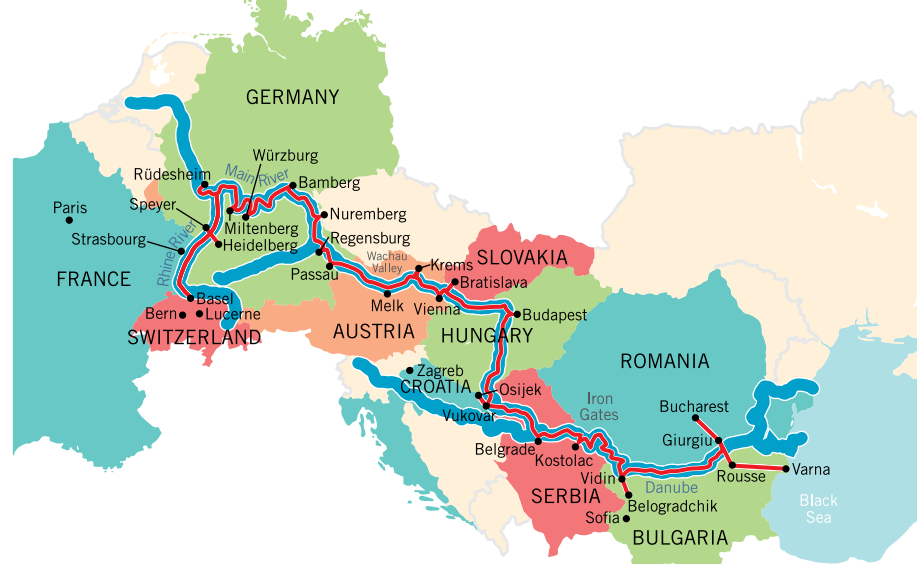 GERMANY
Würzburg
Main River
Rüdesheim
Bamberg
Speyer
Paris
Nuremberg
Miltenberg
Strasbourg
Heidelberg
Regensburg
Rhine River
Wachau
Valley
Krems
SLOVAKIA
FRANCE
Passau
Bratislava
Basel
Melk
Vienna
Bern
Lucerne
Budapest
SWITZERLAND
AUSTRIA
HUNGARY
ROMANIA
Zagreb
CROATIA
Osijek
Iron
Gates
Vukovar
Bucharest
Giurgiu
Belgrade
Kostolac
Vidin
Rousse
Varna
Danube
SERBIA
Belogradchik
Black
Sea
Sofia
BULGARIA